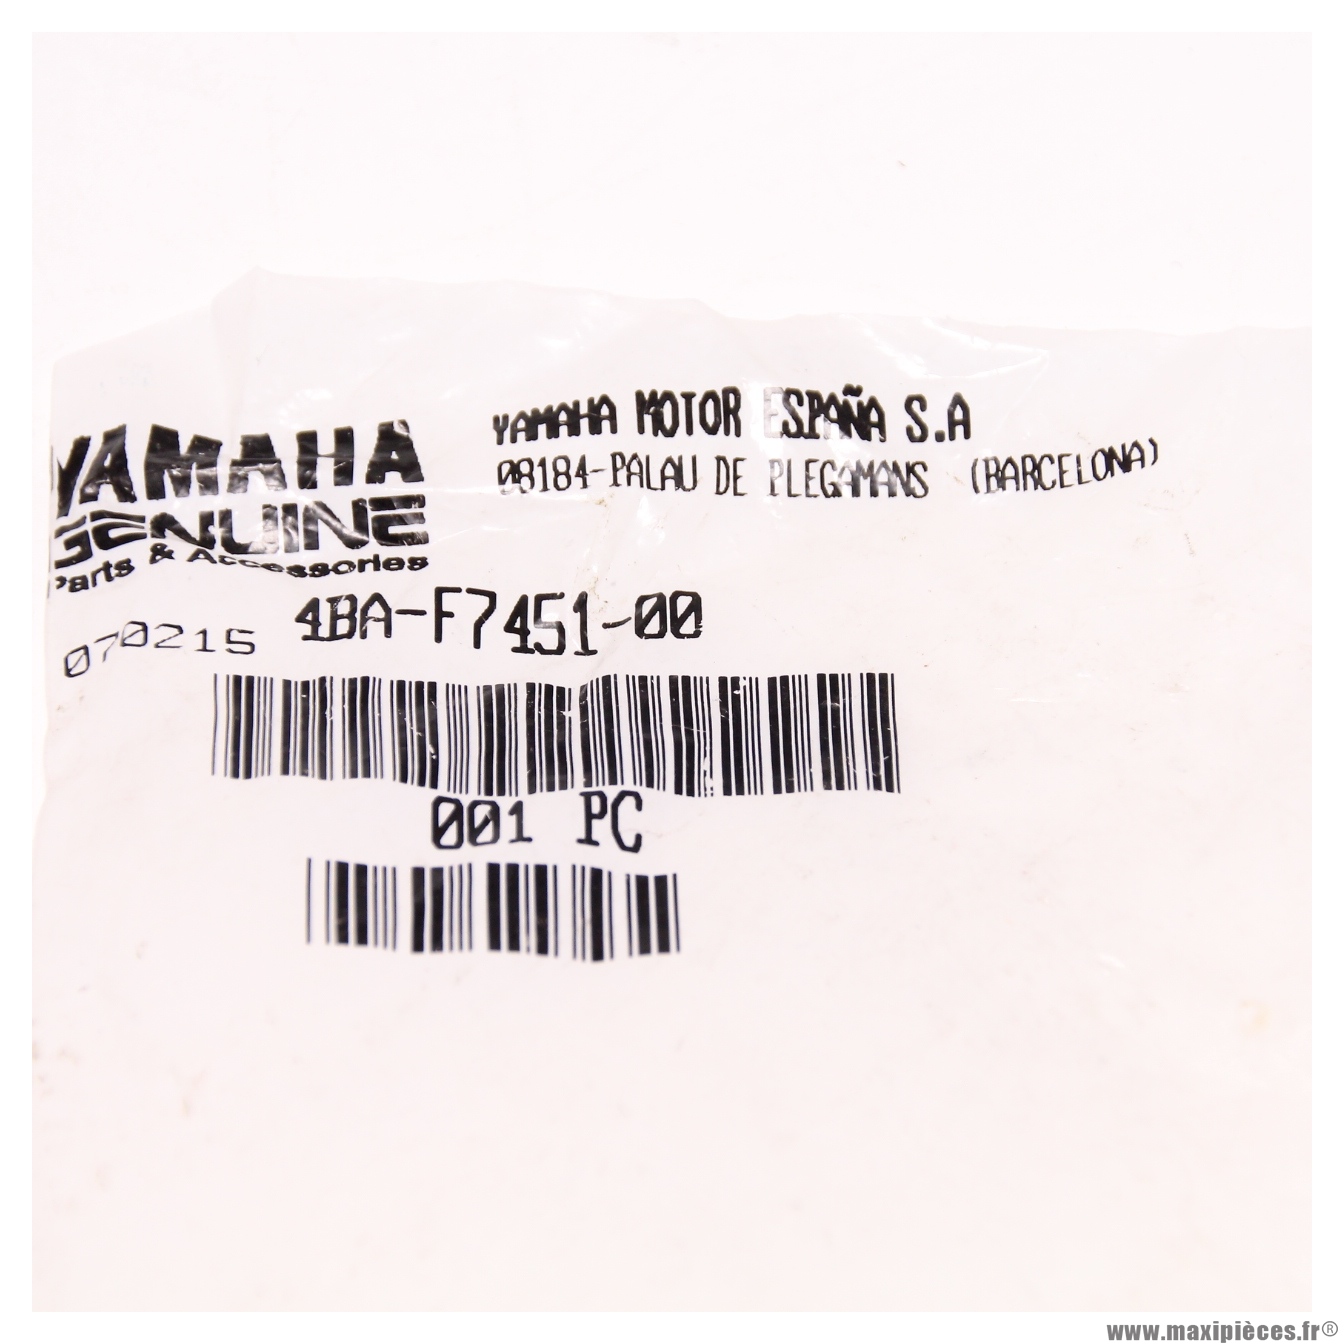 YAMAHA
GENUINE
Parts & Accessories
YAMAHA MOTOR ESPAÑA S.A
08184-PALAU DE PLEGAMANS (BARCELONA)
070215
4BA-F7451-00
001 PC
www.maxipièces.fr®